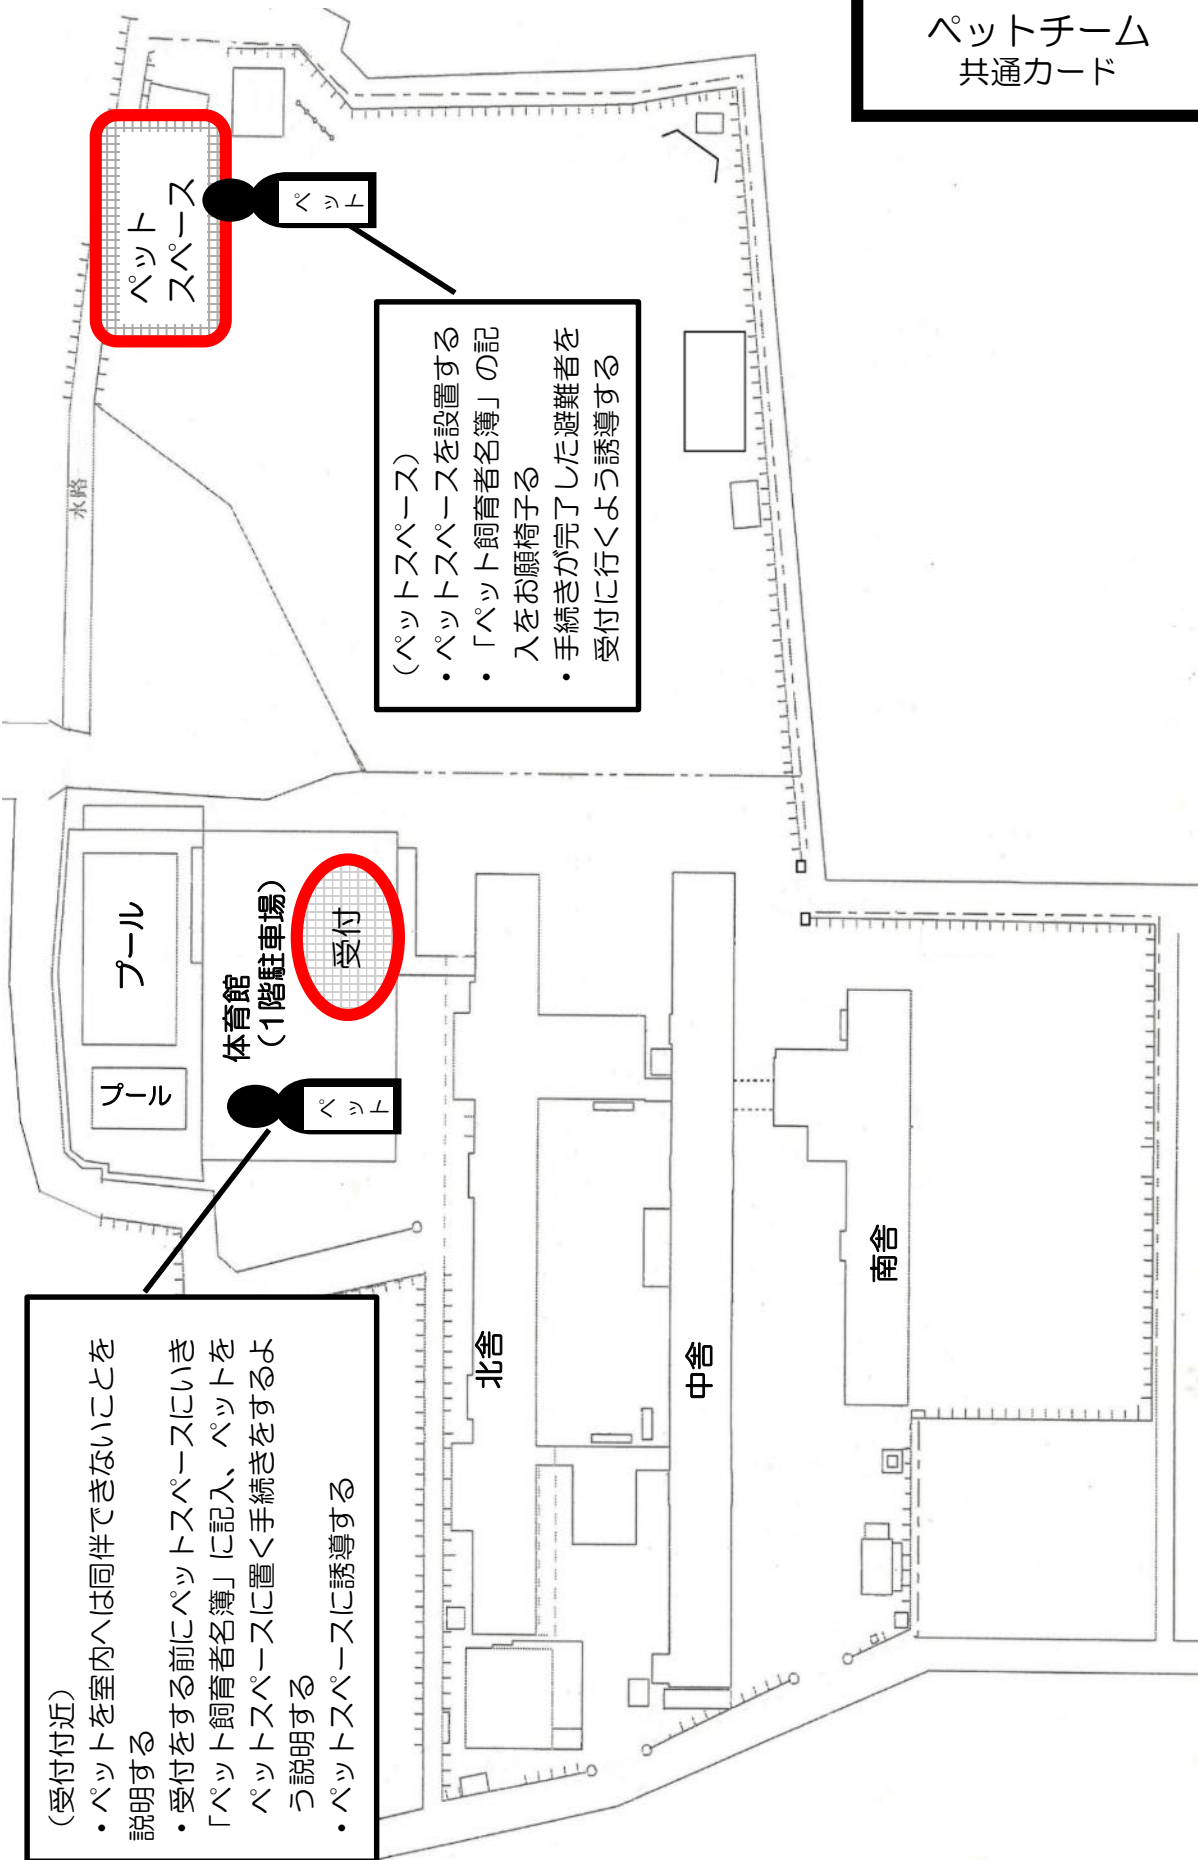 ペットチーム
共通カード
ペット
スペース
ペット
(ペットスペース)
・ペットスペースを設置する
・「ペット飼育者名簿」の記
入をお願椅子る
・手続きが完了した避難者を
受付に行くよう誘導する
水路
プール
プール
体育館
(1階駐車場)
受付
ペット
(受付付近)
・ペットを室内へは同伴できないことを
説明する
・受付をする前にペットスペースにいき
「ペット飼育者名簿」に記入、ペットを
ペットスペースに置く手続きをするよ
う説明する
・ペットスペースに誘導する
北舎
中舎
南舎